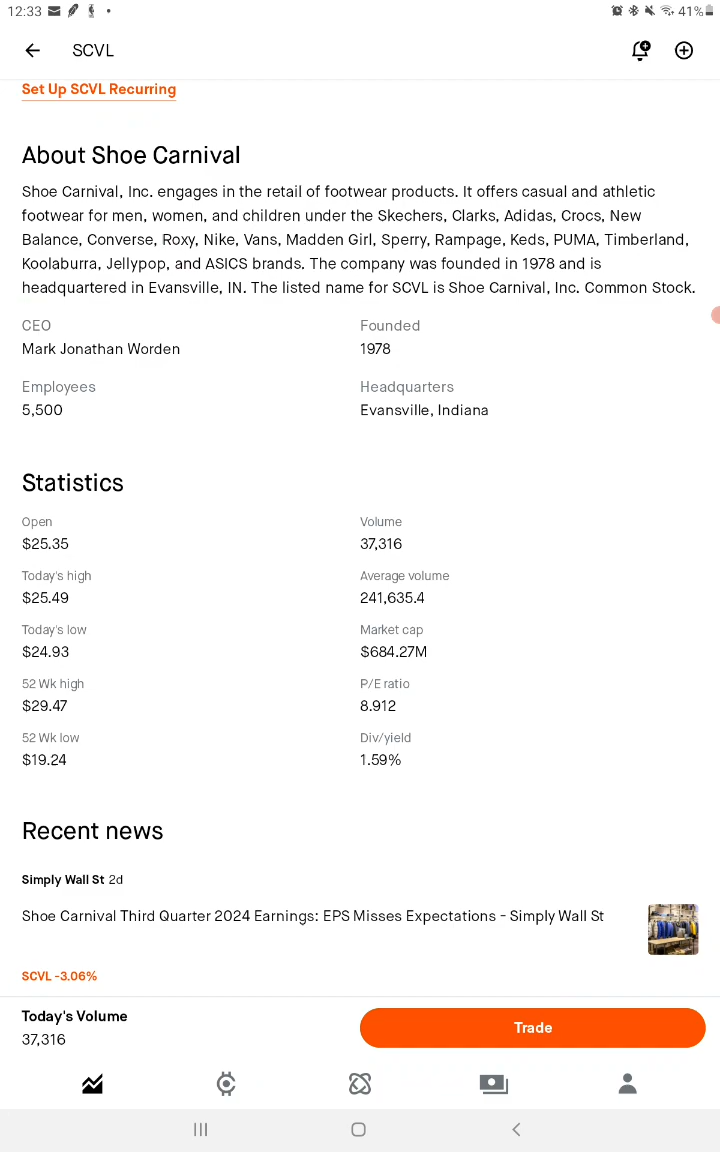 12:33
41%
SCVL
Set Up SCVL Recurring
About Shoe Carnival
Shoe Carnival, Inc. engages in the retail of footwear products. It offers casual and athletic
footwear for men, women, and children under the Skechers, Clarks, Adidas, Crocs, New
Balance, Converse, Roxy, Nike, Vans, Madden Girl, Sperry, Rampage, Keds, PUMA, Timberland,
Koolaburra, Jellypop, and ASICS brands. The company was founded in 1978 and is
headquartered in Evansville, IN. The listed name for SCVL is Shoe Carnival, Inc. Common Stock.
CEO
Mark Jonathan Worden
Founded
1978
Employees
5,500
Headquarters
Evansville, Indiana
Statistics
Open
$25.35
Volume
37,316
Today's high
$25.49
Average volume
241,635.4
Today's low
$24.93
Market cap
$684.27M
52 Wk high
$29.47
P/E ratio
8.912
52 Wk low
$19.24
Div/yield
1.59%
Recent news
Simply Wall St 2d
Shoe Carnival Third Quarter 2024 Earnings: EPS Misses Expectations - Simply Wall St
SCVL -3.06%
Today's Volume
37,316
Trade